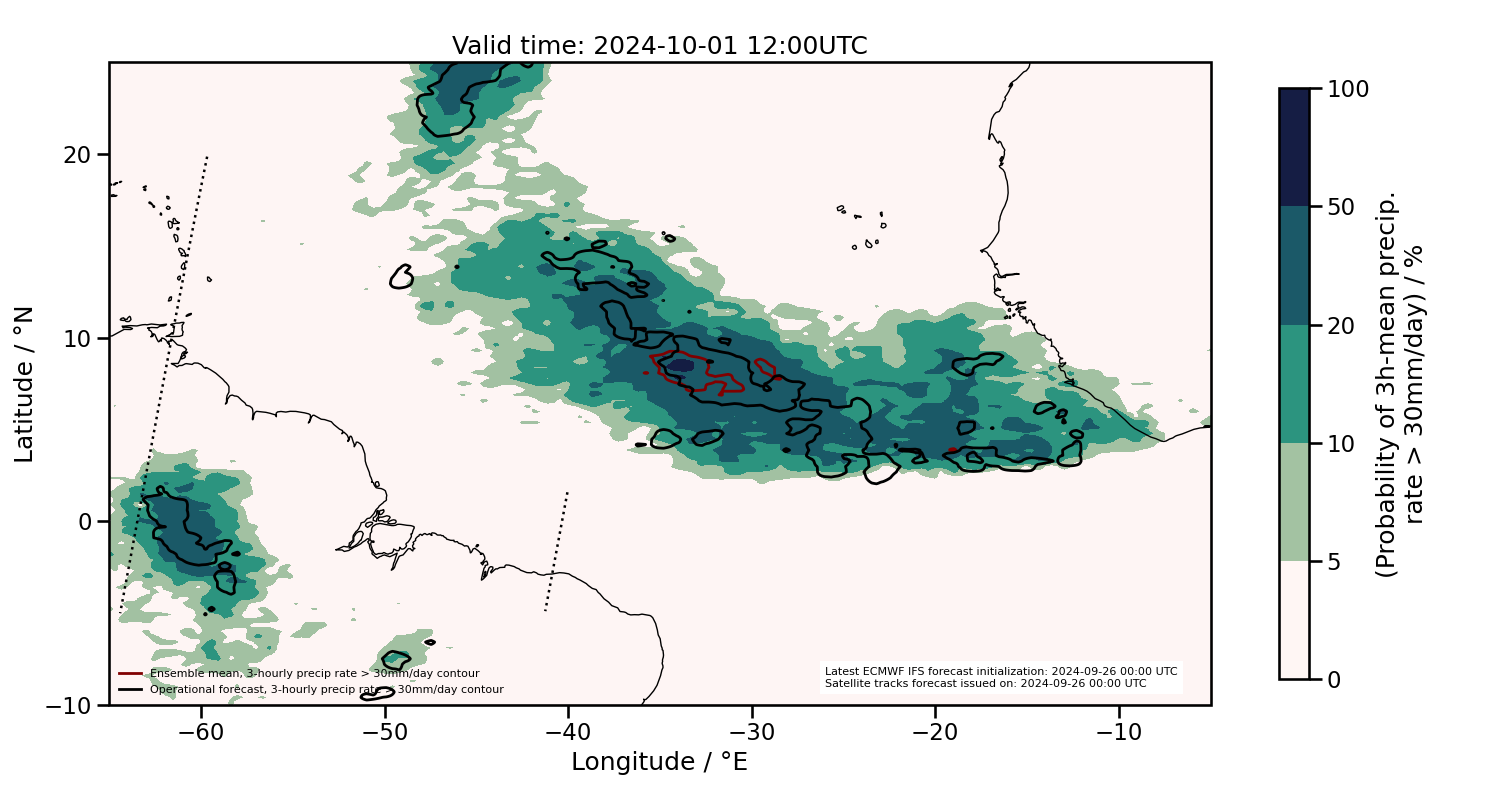 Valid time: 2024-10-01 12:00UTC
20
10
0
−10
Latitude / °N
−60
−50
−40
−30
−20
−10
Longitude / °E
Ensemble mean, 3-hourly precip rate > 30mm/day contour
Operational forecast, 3-hourly precip rate > 30mm/day contour
Latest ECMWF IFS forecast initialization: 2024-09-26 00:00 UTC
Satellite tracks forecast issued on: 2024-09-26 00:00 UTC
100
50
20
10
5
0
(Probability of 3h-mean precip.
rate > 30mm/day) / %